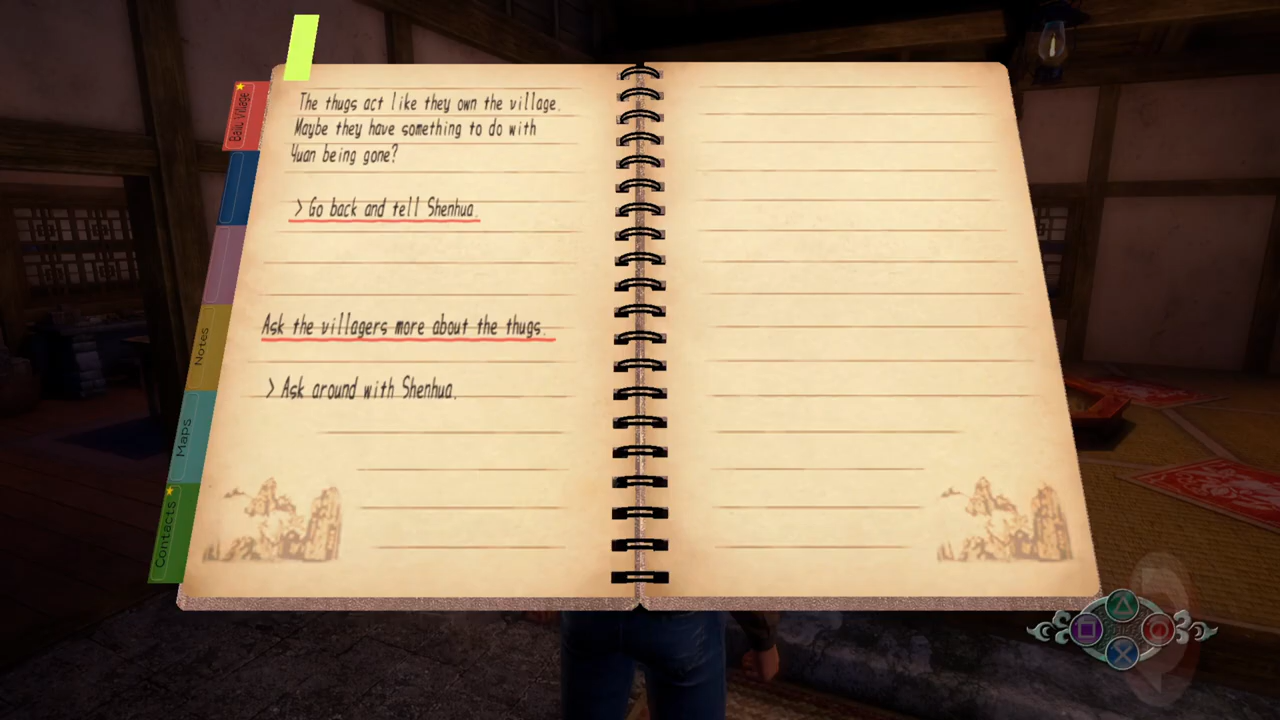 The thugs act like they own the village.
Maybe they have something to do with
Yuan being gone?
> Go back and tell Shenhua.
Ask the villagers more about the thugs.
> Ask around with Shenhua.
Bailu Village
Notes
Maps
Contacts